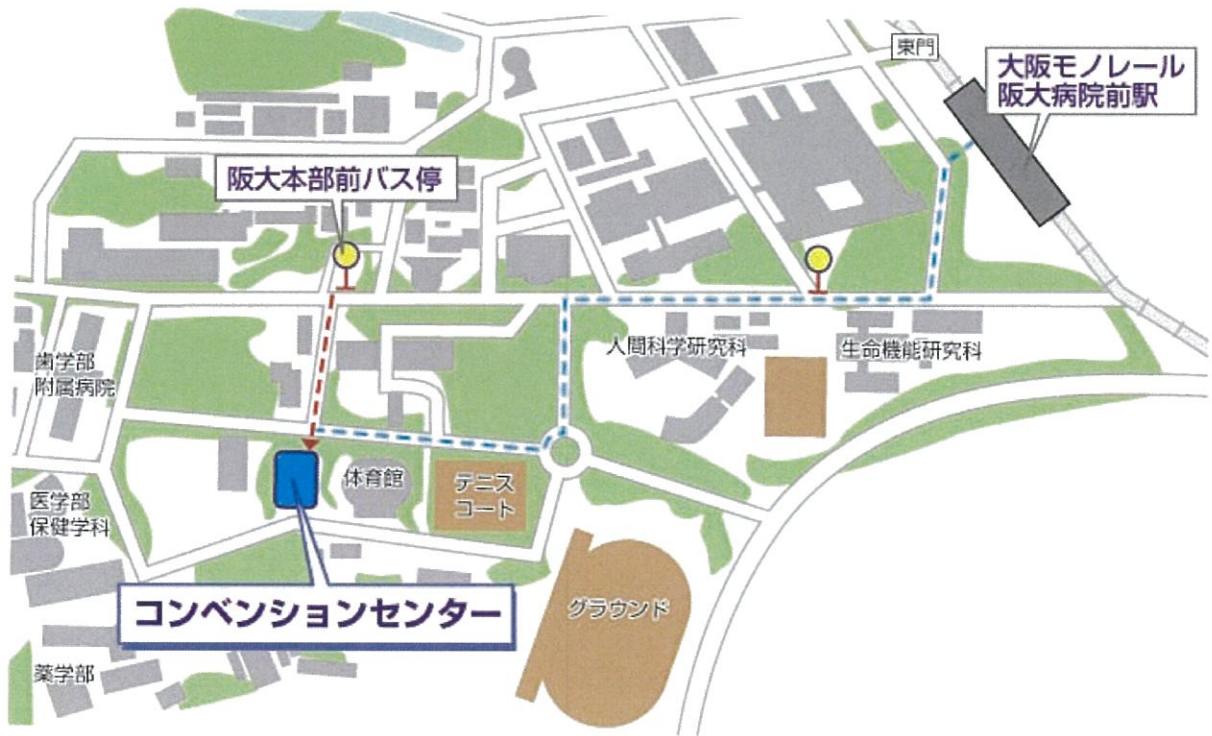 東門
大阪モノレール
阪大病院前駅
阪大本部前バス停
人間科学研究科
生命機能研究科
歯学部
附属病院
体育館
テニス
コート
医学部
保健学科
コンベンションセンター
グラウンド
薬学部